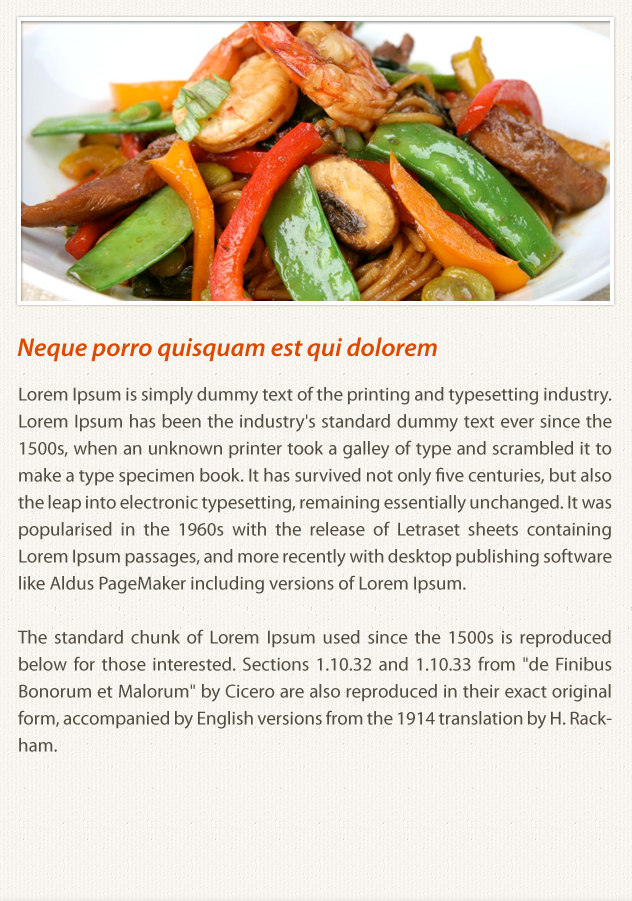 Neque porro quisquam est qui dolorem
Lorem Ipsum is simply dummy text of the printing and typesetting industry.
Lorem Ipsum has been the industry's standard dummy text ever since the
1500s, when an unknown printer took a galley of type and scrambled it to
make a type specimen book. It has survived not only five centuries, but also
the leap into electronic typesetting, remaining essentially unchanged. It was
popularised in the 1960s with the release of Letraset sheets containing
Lorem Ipsum passages, and more recently with desktop publishing software
like Aldus PageMaker including versions of Lorem Ipsum.
The standard chunk of Lorem Ipsum used since the 1500s is reproduced
below for those interested. Sections 1.10.32 and 1.10.33 from "de Finibus
Bonorum et Malorum" by Cicero are also reproduced in their exact original
form, accompanied by English versions from the 1914 translation by H. Rack-
ham.